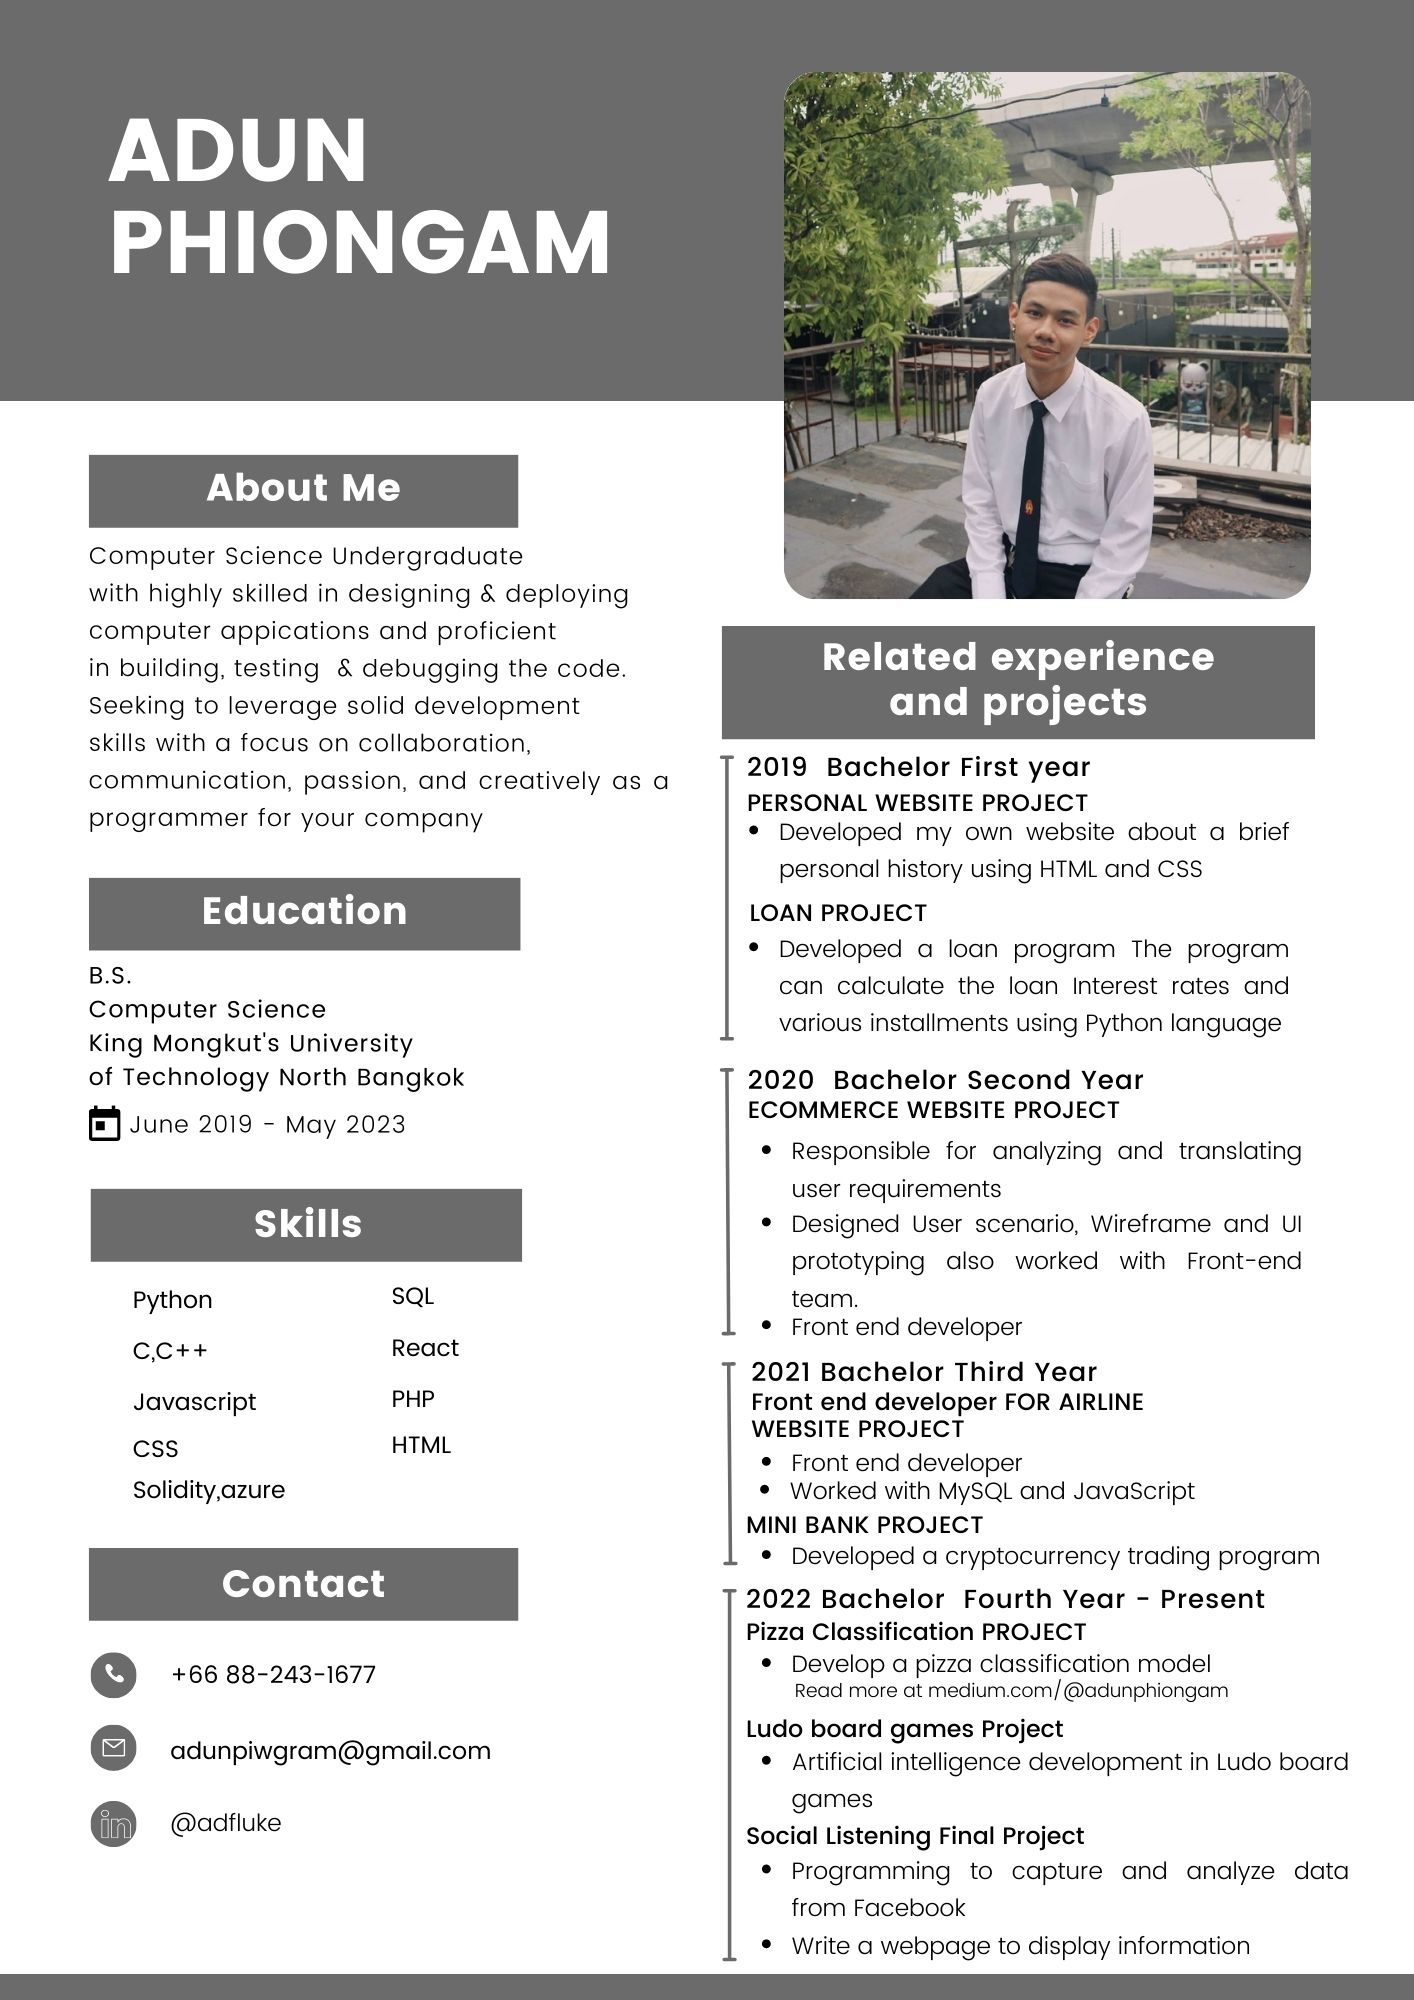 ADUN
PHIONGAM
About Me
Computer Science Undergraduate
with highly skilled in designing & deploying
computer appications and proficient
in building, testing & debugging the code.
Seeking to leverage solid development
skills with a focus on collaboration,
communication, passion, and creatively as a
programmer for your company
Education
B.S.
Computer Science
King Mongkut's University
of Technology North Bangkok
June 2019 - May 2023
Skills
Python
C,C++
Javascript
CSS
Solidity,azure
SQL
React
PHP
HTML
Contact
+66 88-243-1677
adunpiwgram@gmail.com
in
@adfluke
Related experience
and projects
2019 Bachelor First year
PERSONAL WEBSITE PROJECT
• Developed my own website about a brief
personal history using HTML and CSS
LOAN PROJECT
• Developed a loan program The program
can calculate the loan Interest rates and
various installments using Python language
2020 Bachelor Second Year
ECOMMERCE WEBSITE PROJECT
• Responsible for analyzing and translating
user requirements
• Designed User scenario, Wireframe and UI
prototyping also worked with Front-end
team.
• Front end developer
2021 Bachelor Third Year
Front end developer FOR AIRLINE
WEBSITE PROJECT
• Front end developer
• Worked with MySQL and JavaScript
MINI BANK PROJECT
• Developed a cryptocurrency trading program
2022 Bachelor Fourth Year - Present
Pizza Classification PROJECT
• Develop a pizza classification model
Read more at medium.com/@adunphiongam
Ludo board games Project
• Artificial intelligence development in Ludo board
games
Social Listening Final Project
• Programming to capture and analyze data
from Facebook
• Write a webpage to display information